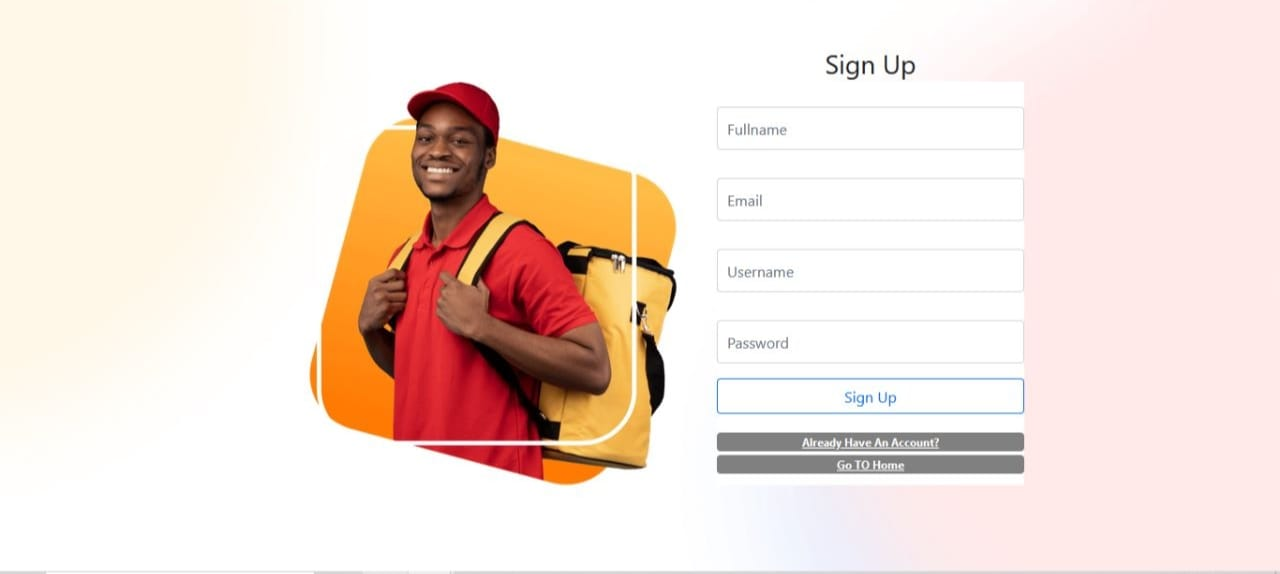 Sign Up
Fullname
Email
Username
Password
Sign Up
Already Have An Account?
Go TO Home